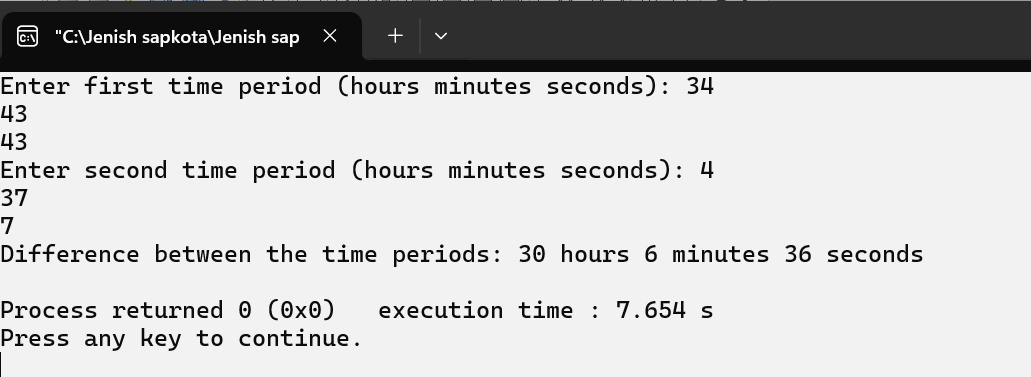 "C:\Jenish sapkota\Jenish sap
Enter first time period (hours minutes seconds): 34
43
43
Enter second time period (hours minutes seconds): 4
37
7
Difference between the time periods: 30 hours 6 minutes 36 seconds
Process returned 0 (0x0)   execution time : 7.654 s
Press any key to continue.